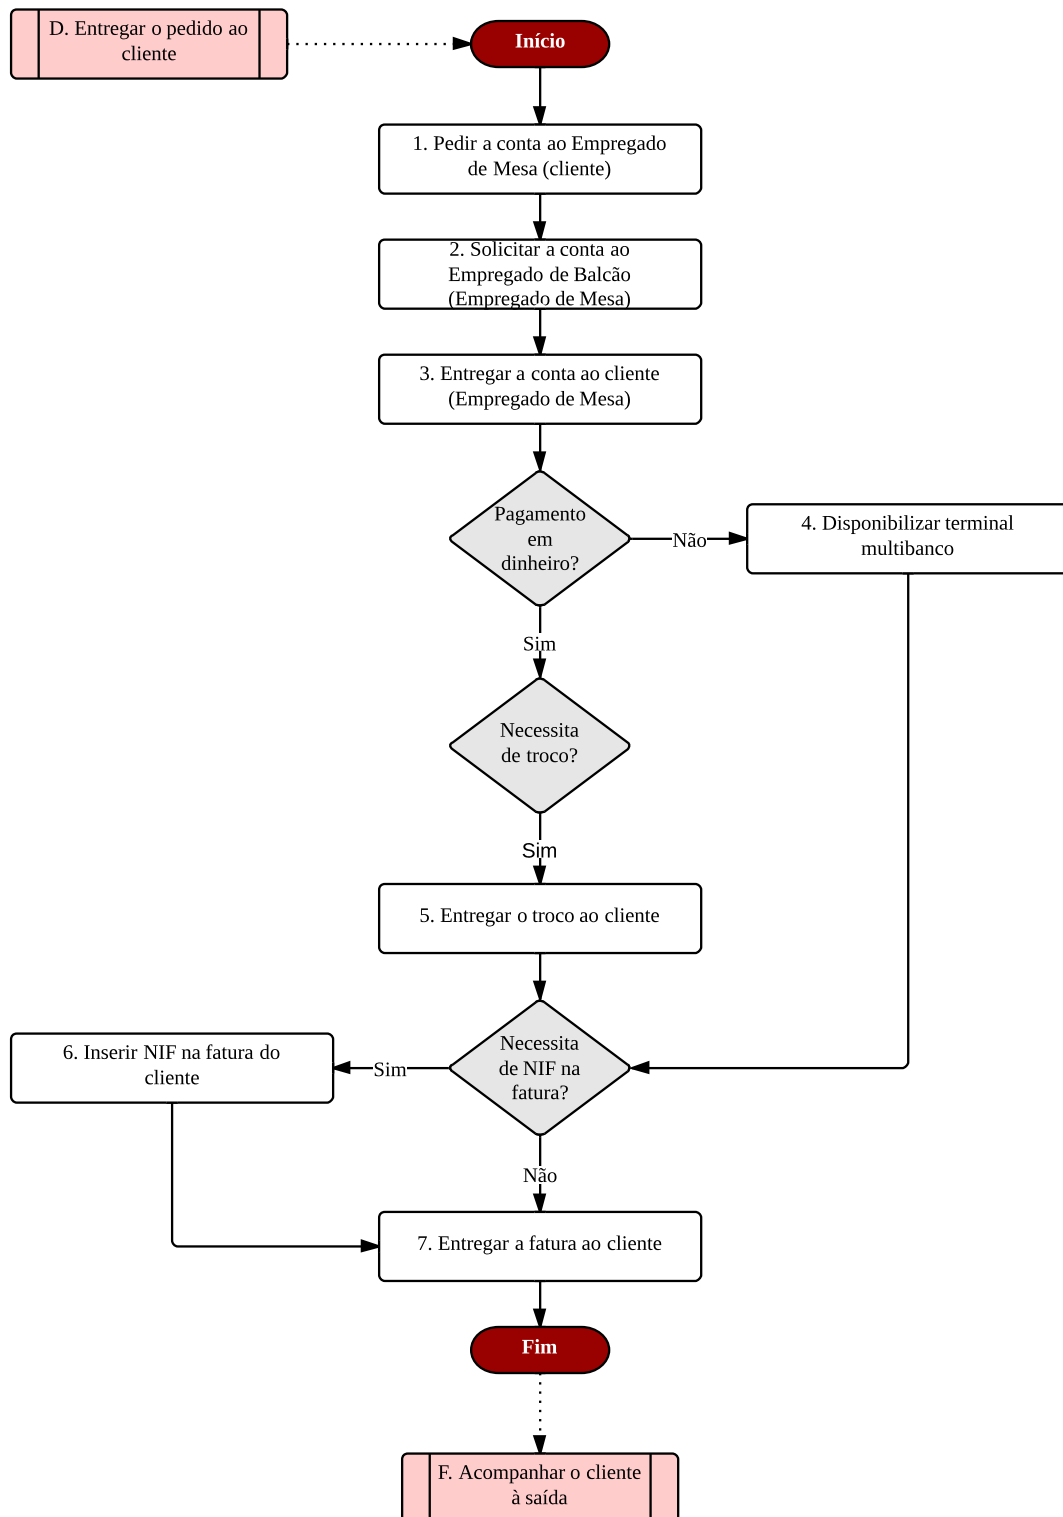 D. Entregar o pedido ao
cliente
Início
1. Pedir a conta ao Empregado
de Mesa (cliente)
2. Solicitar a conta ao
Empregado de Balcão
(Empregado de Mesa)
3. Entregar a conta ao cliente
(Empregado de Mesa)
Pagamento
em
dinheiro?
Não
4. Disponibilizar terminal
multibanco
Sim
Necessita
de troco?
Sim
5. Entregar o troco ao cliente
Necessita
de NIF na
fatura?
Sim
6. Inserir NIF na fatura do
cliente
Não
7. Entregar a fatura ao cliente
Fim
F. Acompanhar o cliente
à saída